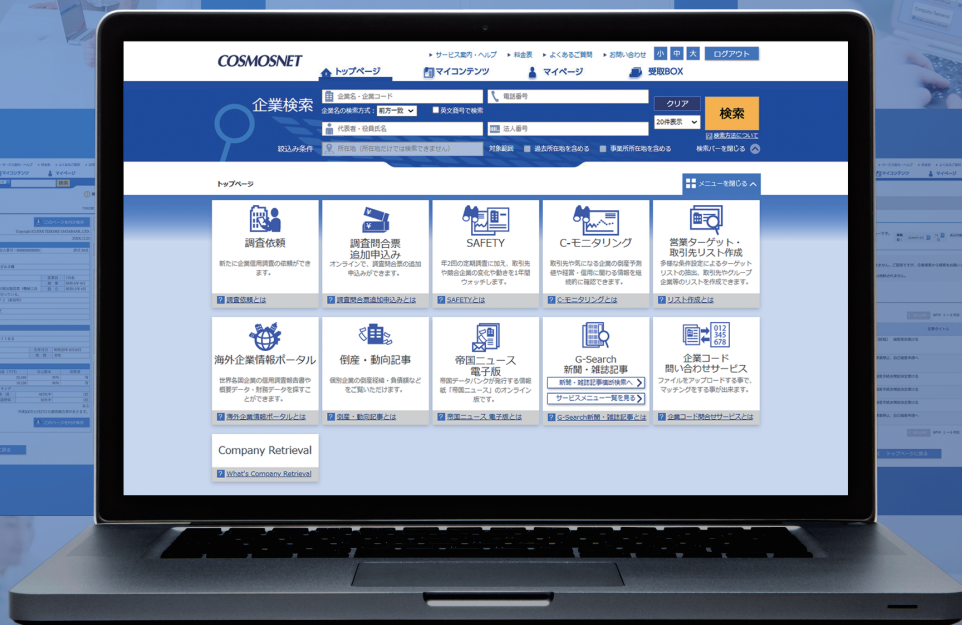 COSMOSNET
サービス案内・ヘルプ
料金表
よくあるご質問
お問い合わせ
小
中
大
ログアウト
トップページ
マイコンテンツ
マイページ
受取BOX
企業検索
企業名・企業コード
電話番号
クリア
検索
企業名の検索方式:
前方一致
英文商号で検索
20件表示
代表者・役員氏名
法人番号
検索方法について
絞込み条件
所在地(所在地だけでは検索できません)
対象範囲
過去所在地を含める
事業所所在地を含める
検索バーを閉じる
トップページ
メニューを閉じる
調査依頼
新たに企業信用調査の依頼ができ
ます。
調査依頼とは
調査問合票
追加申込み
オンラインで、調査問合票の追加
申込みができます。
調査問合票追加申込みとは
SAFETY
年2回の定期調査に加え、取引先
や競合企業の変化や動きを1年間
ウォッチします。
SAFETYとは
C-モニタリング
取引先や気になる企業の倒産予測
値や経営・信用に関わる情報を継
続的に確認できます。
C-モニタリングとは
営業ターゲット・
取引先リスト作成
多様な条件設定によるターゲット
リストの抽出、取引先やグループ
企業等のリストを作成できます。
リスト作成とは
海外企業情報ポータル
世界各国企業の信用調査報告書や
概要データ・財務データを探すこ
とができます。
海外企業情報ポータルとは
倒産・動向記事
個別企業の倒産経緯・負債額など
をご覧いただけます。
倒産・動向記事とは
帝国ニュース
電子版
帝国データバンクが発行する情報
紙「帝国ニュース」のオンライン
版です。
帝国ニュース 電子版とは
G-Search
新聞・雑誌記事
新聞・雑誌記事横断検索へ
サービスメニュー一覧を見る
G-Search新聞・雑誌記事とは
012
345
678
企業コード
問い合わせサービス
ファイルをアップロードする事で、
マッチングをする事が出来ます。
企業コード問合せサービスとは
Company Retrieval
What's Company Retrieval